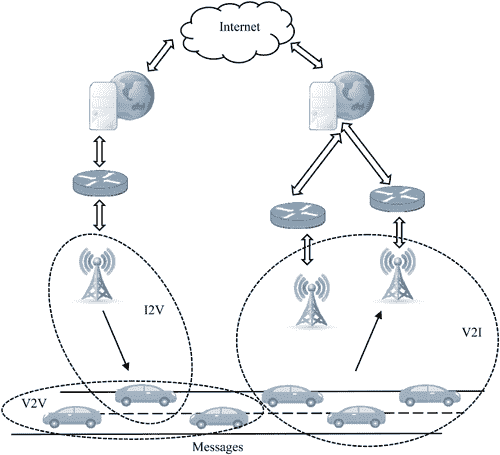 Internet
I2V
V2I
V2V
Messages